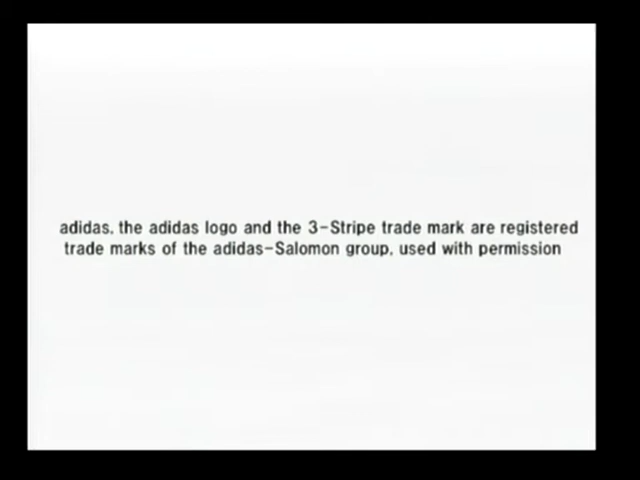 adidas, the adidas logo and the 3-Stripe trade mark are registered
trade marks of the adidas-Salomon group, used with permission